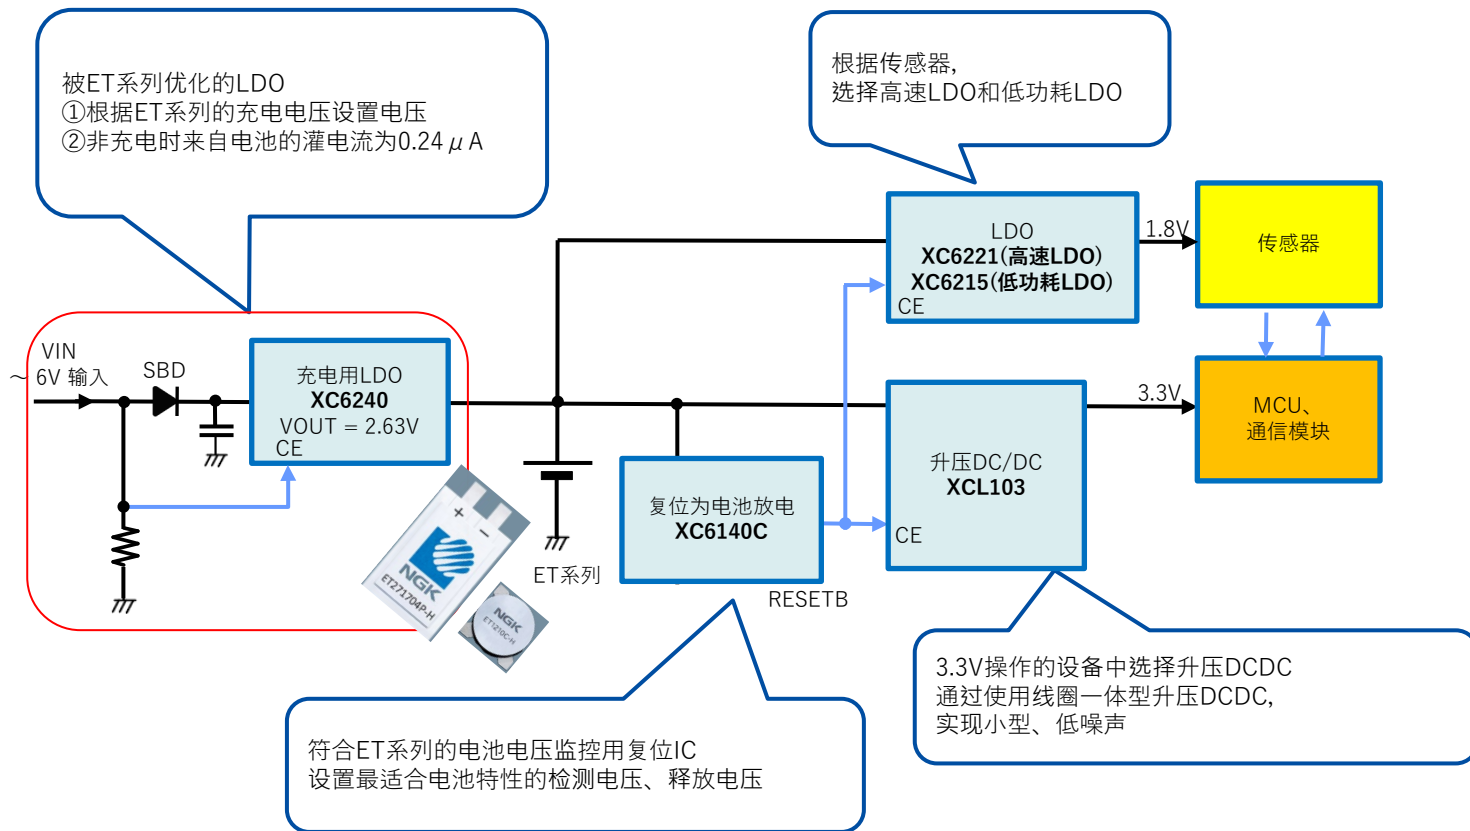 被ET系列优化的LDO
①根据ET系列的充电电压设置电压
②非充电时来自电池的灌电流为0.24μA
根据传感器,
选择高速LDO和低功耗LDO
LDO
XC6221(高速LDO)
XC6215(低功耗LDO)
CE
1.8V
传感器
VIN
～ 6V 输入
SBD
充电用LDO
XC6240
VOUT = 2.63V
CE
升压DC/DC
XCL103
CE
3.3V
MCU、
通信模块
+ −
NGK
ET271704P-H
NGK
ET1210C-H
ET系列
复位为电池放电
XC6140C
RESETB
3.3V操作的设备中选择升压DCDC
通过使用线圈一体型升压DCDC,
实现小型、低噪声
符合ET系列的电池电压监控用复位IC
设置最适合电池特性的检测电压、释放电压